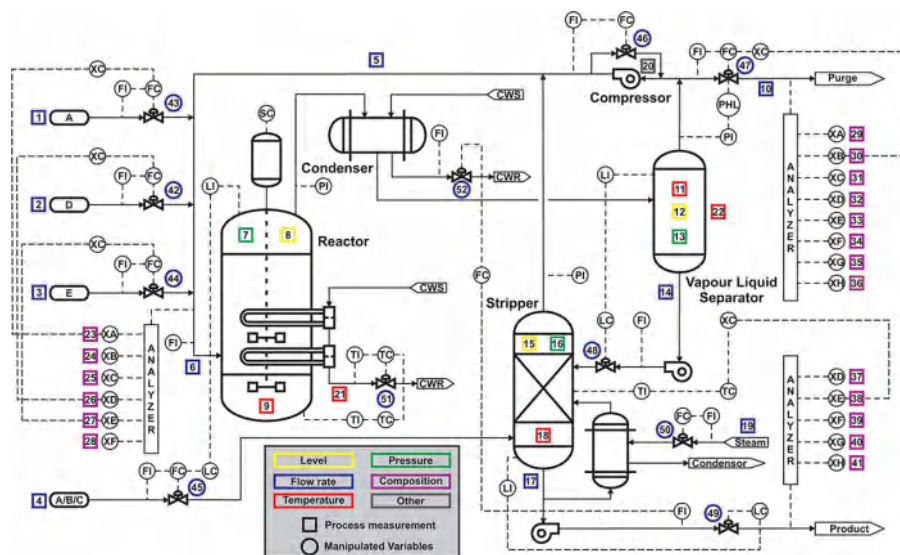 5
FI
FC
46
20
Compressor
FI
FC
XC
47
10
Purge
XC
FI
FC
43
1
A
CWS
SC
FI
PHL
PI
Condenser
CWR
52
XC
FI
FC
42
2
D
LI
PI
LI
11
12
13
22
ANALYZER
XA
29
XB
30
XC
31
XD
32
XE
33
XF
34
XG
35
XH
36
7
8
Reactor
XC
FI
FC
44
3
E
FC
PI
14
Vapour Liquid
Separator
CWS
Stripper
15
16
LC
FI
48
XC
23
XA
24
XB
25
XC
26
XD
27
XE
28
XF
ANALYZER
FI
6
TI
TC
21
51
CWR
9
TI
TC
TI
TC
ANALYZER
XD
37
XE
38
XF
39
XG
40
XH
41
18
50
FC
FI
19
Steam
Condensor
4
A/B/C
FI
FC
LC
45
LI
17
FI
49
LC
Product
Level
Pressure
Flow rate
Composition
Temperature
Other
Process measurement
Manipulated Variables